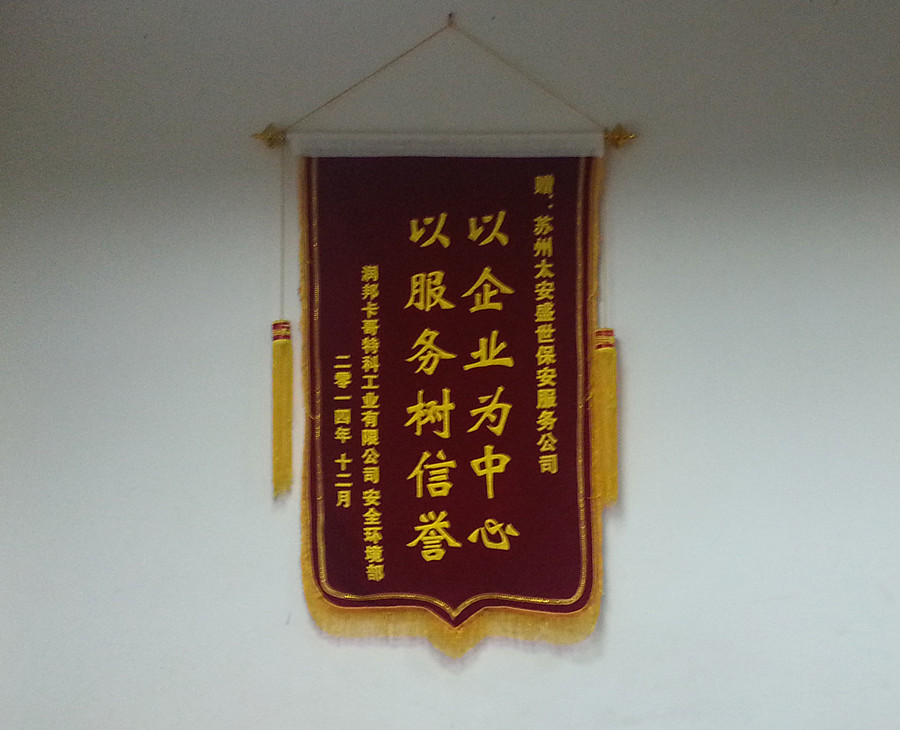 赠：苏州太安盛世保安服务公司
以企业为中心
以服务树信誉
润邦卡哥特科工业有限公司 安全环境部
二零一四年 十二月